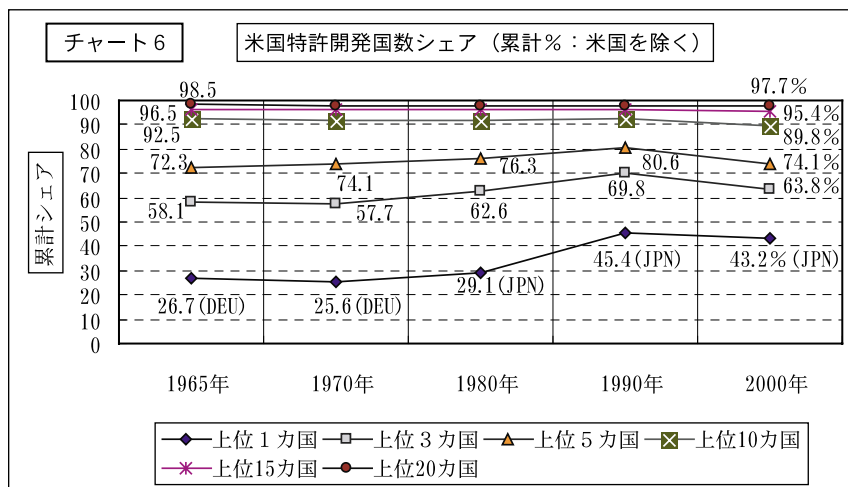 チャート6
米国特許開発国数シェア（累計％：米国を除く）
累計シェア
100
90
80
70
60
50
40
30
20
10
0
98.5
97.7％
96.5
95.4％
92.5
89.8％
72.3
74.1
76.3
80.6
74.1％
58.1
57.7
62.6
69.8
63.8％
26.7(DEU)
25.6(DEU)
29.1(JPN)
45.4(JPN)
43.2％(JPN)
1965年 1970年 1980年 1990年 2000年
上位１カ国 上位３カ国 上位５カ国 上位10カ国
上位15カ国 上位20カ国